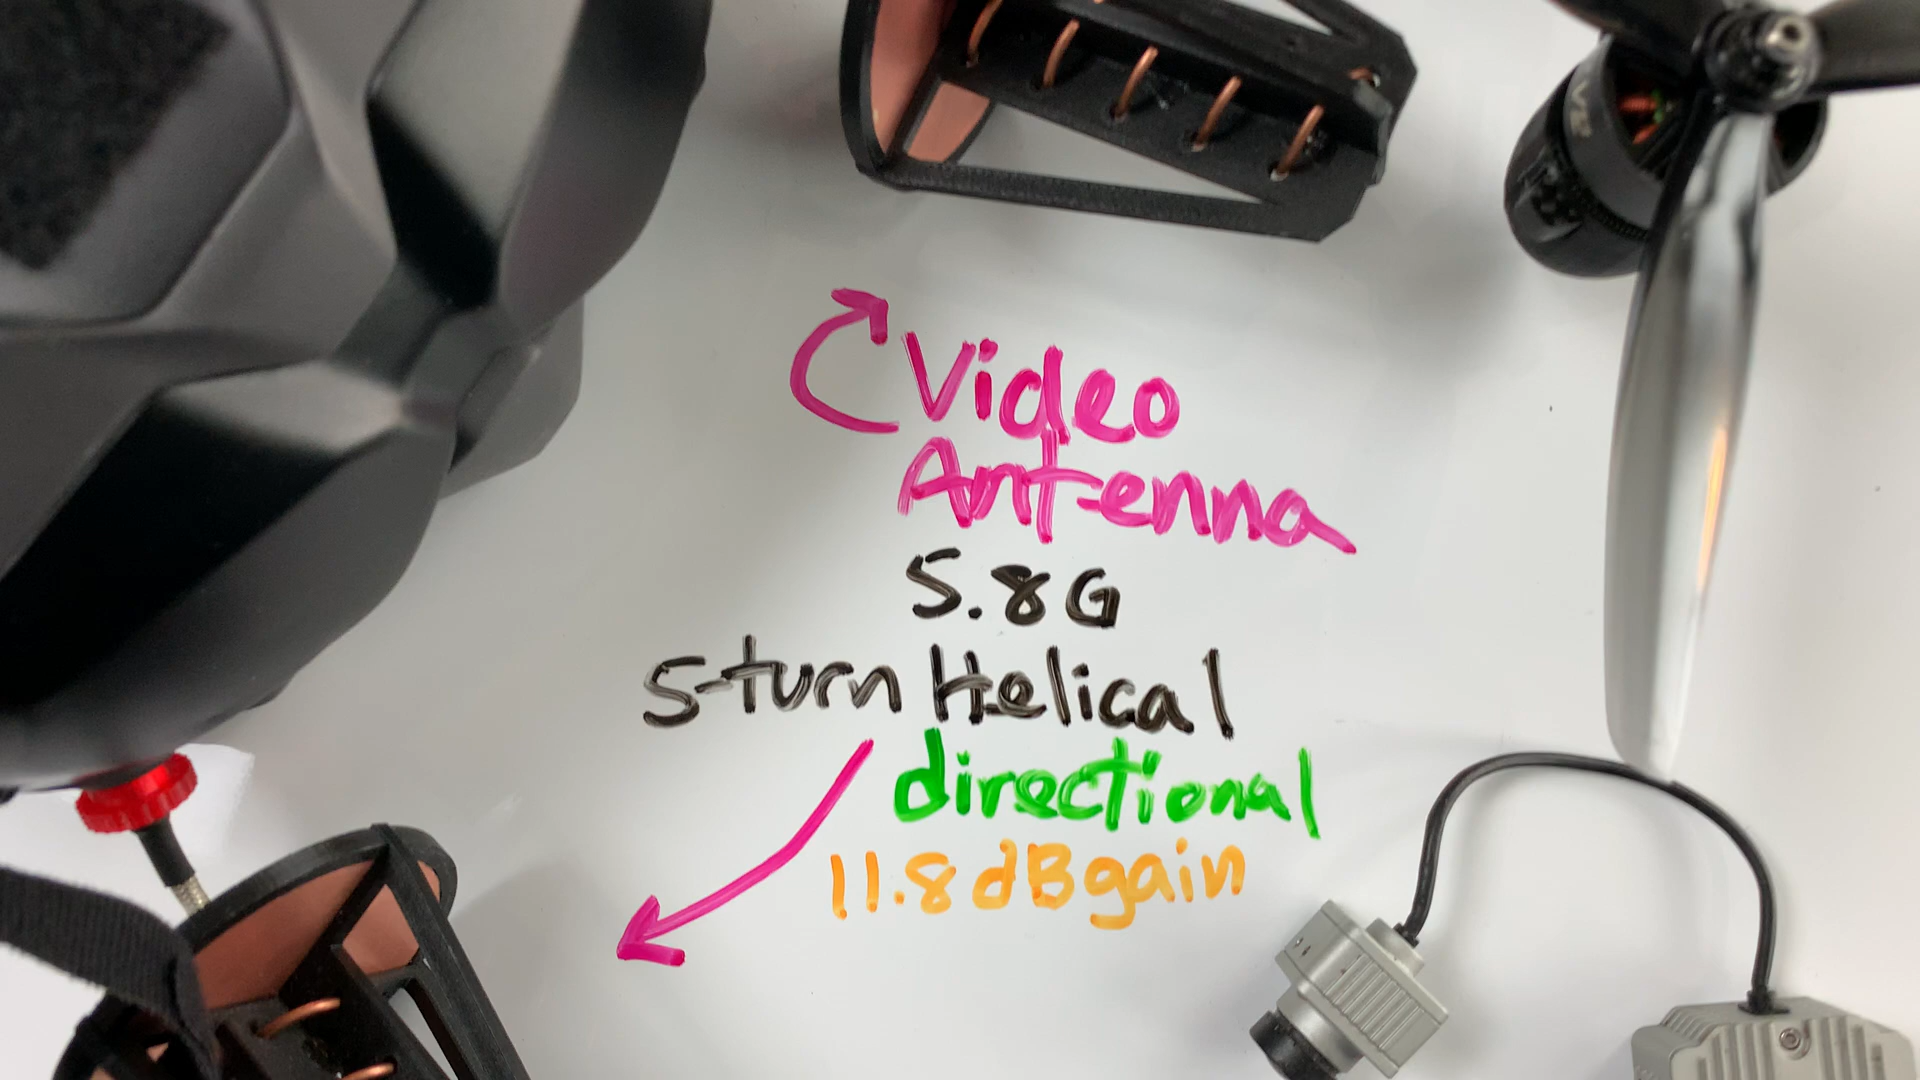 Video
Antenna
5.8G
5-turn Helical
directional
11.8dBgain